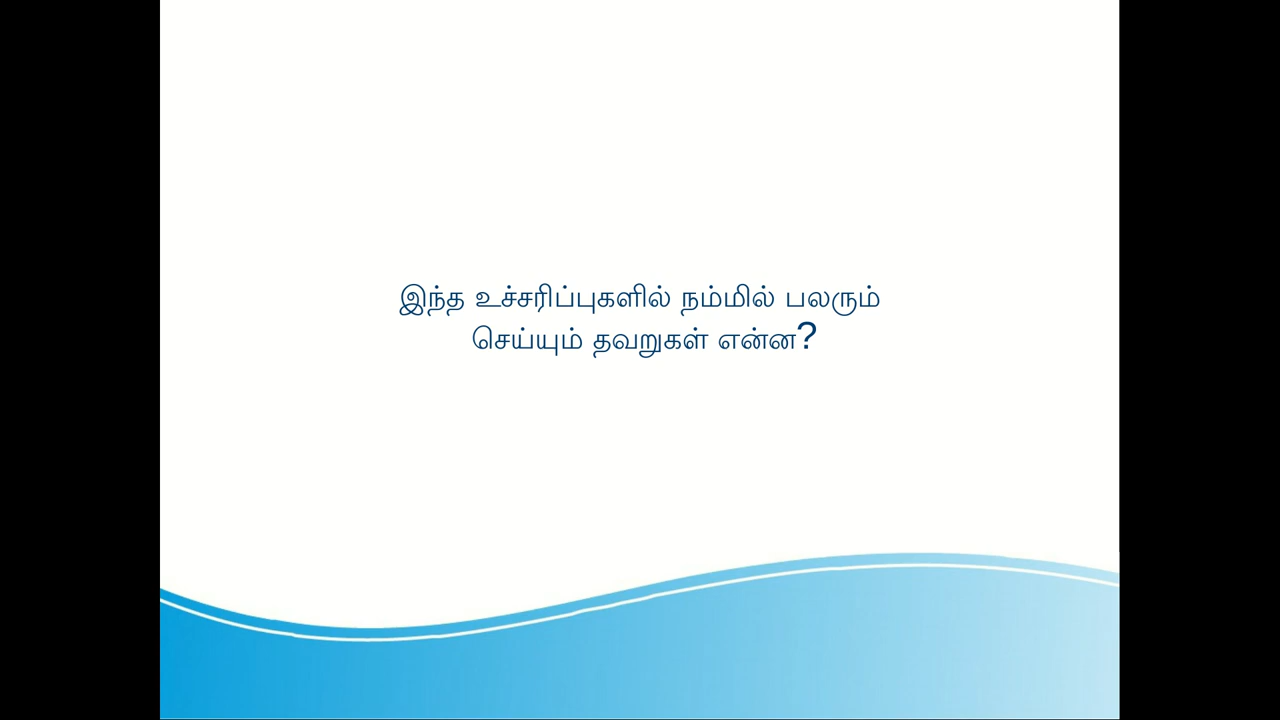 இந்த உச்சரிப்புகளில் நம்மில் பலரும்
செய்யும் தவறுகள் என்ன?